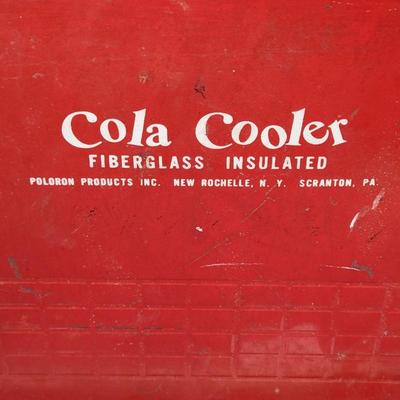 Cola Cooler
FIBERGLASS INSULATED
POLORON PRODUCTS INC. NEW ROCHELLE, N. Y. SCRANTON, PA.